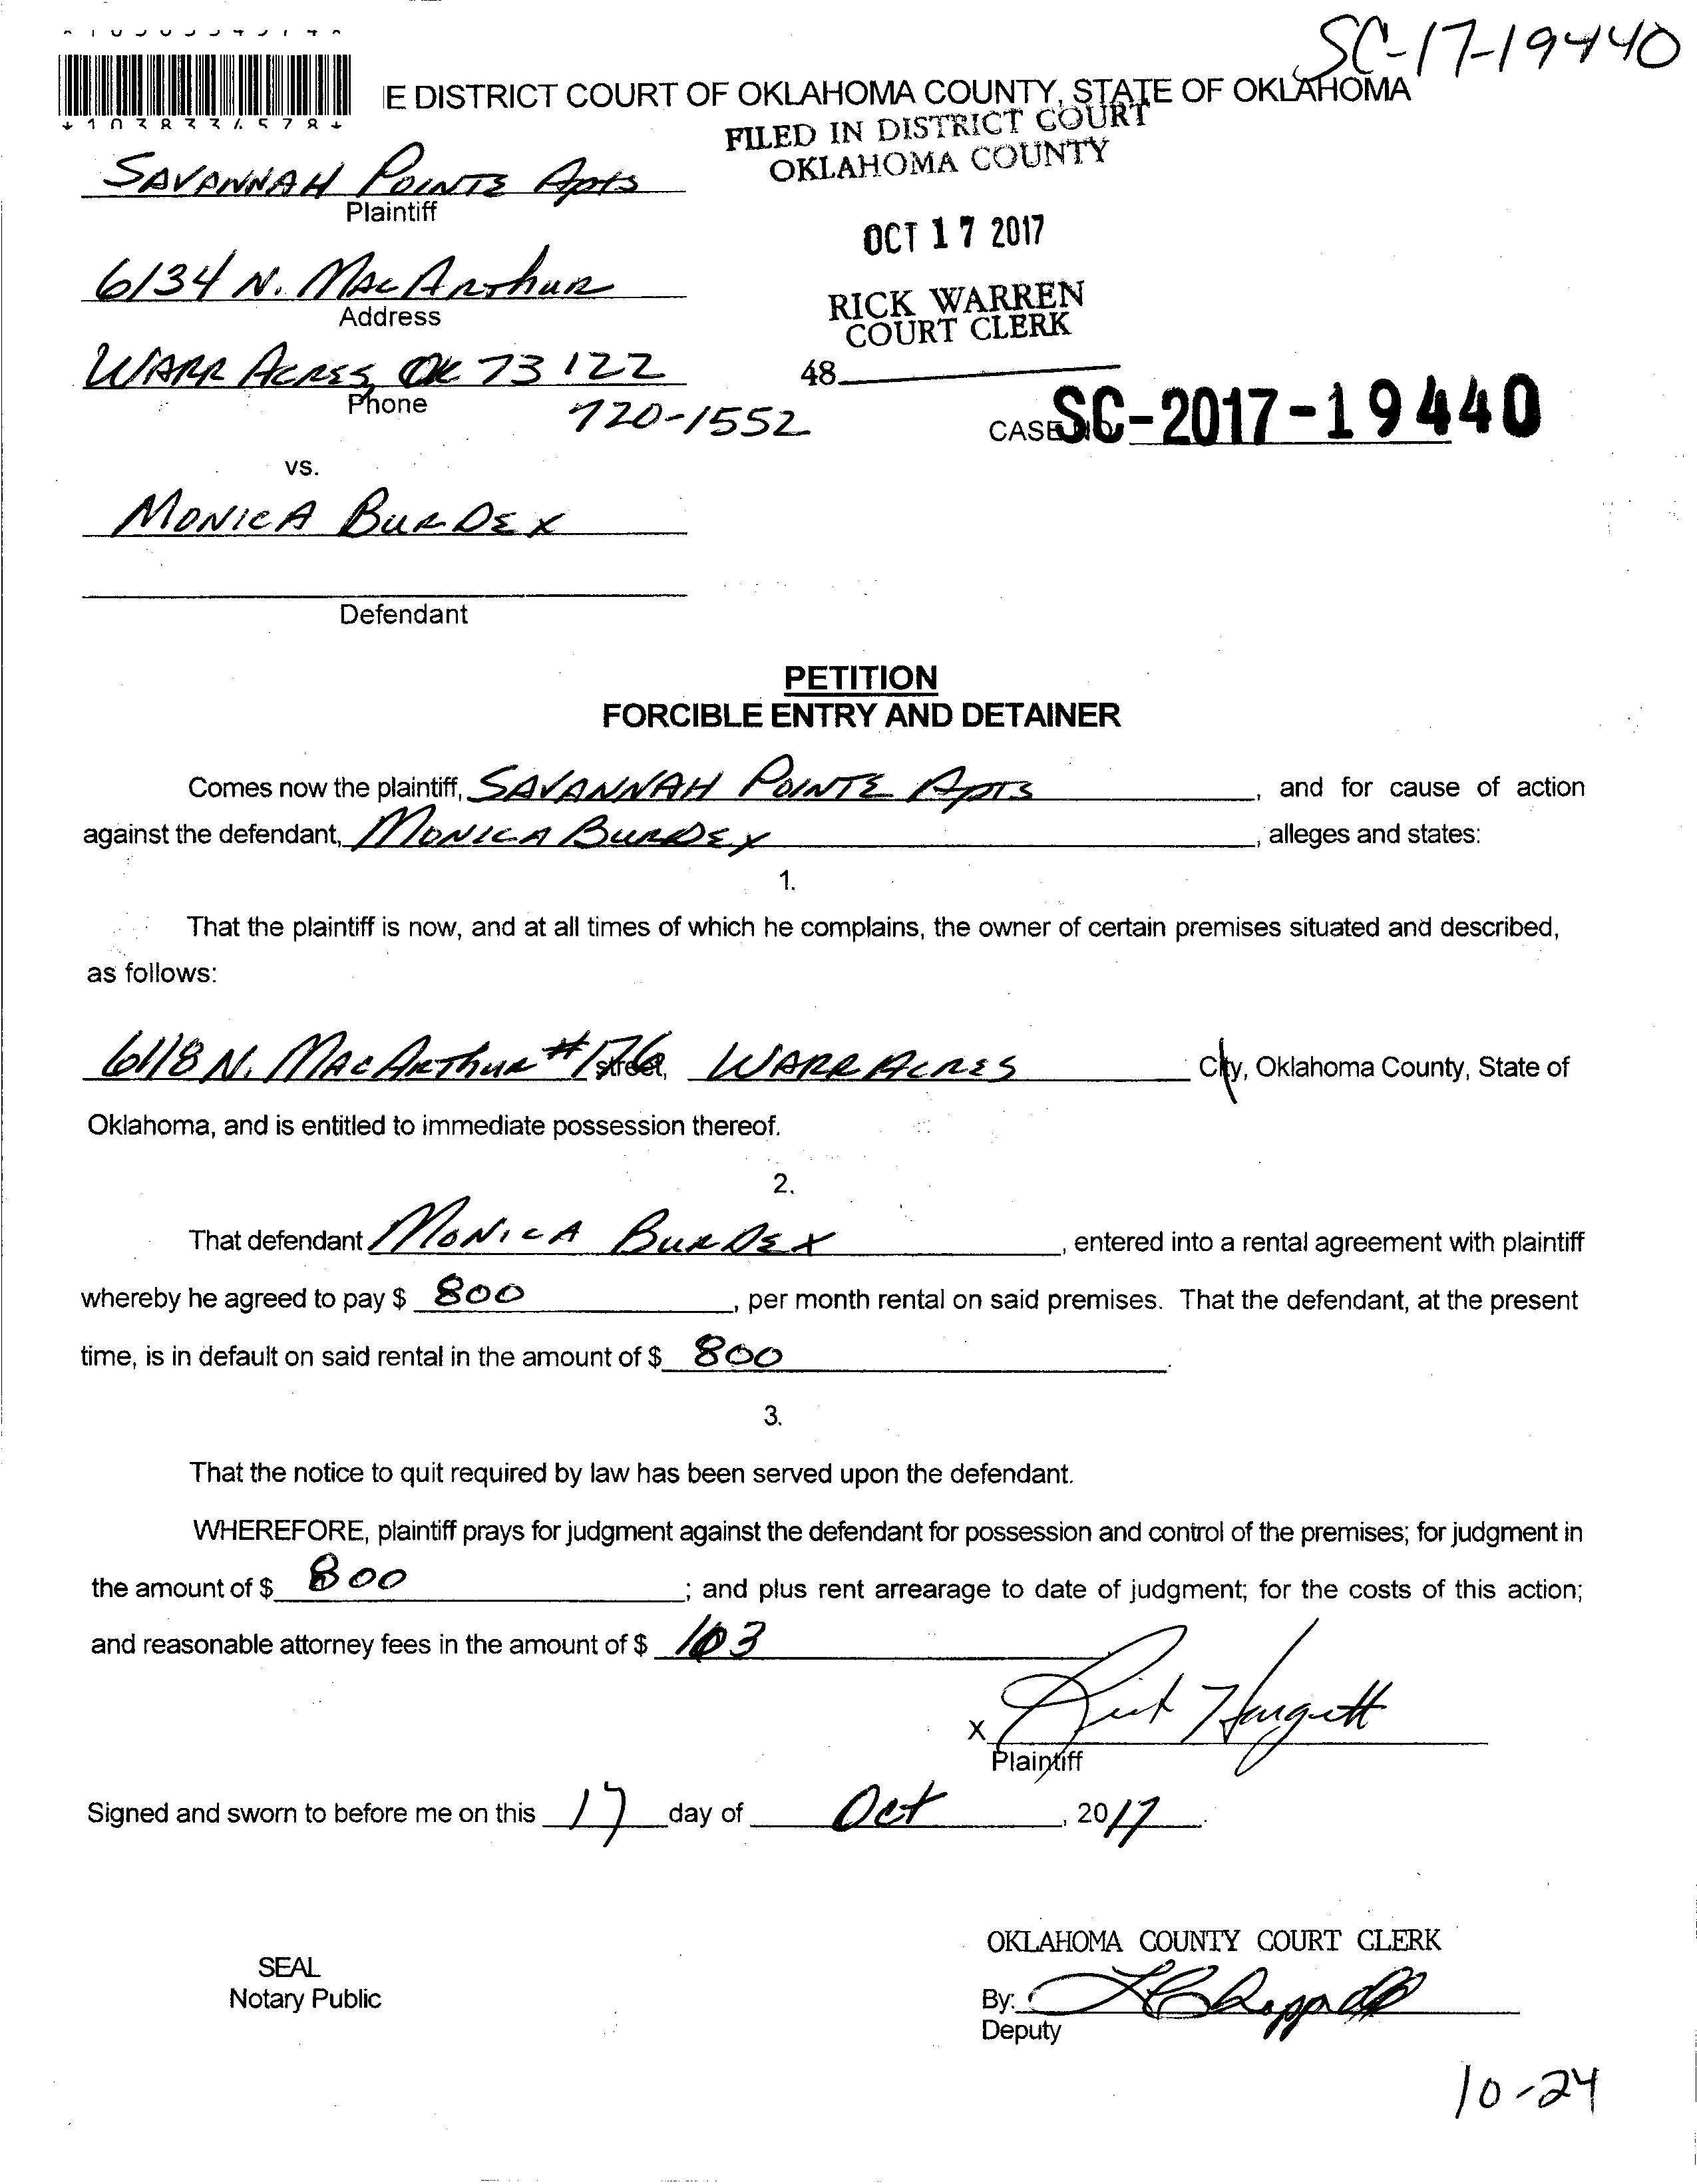 SC-17-19440
E DISTRICT COURT OF OKLAHOMA COUNTY, STATE OF OKLAHOMA
FILED IN DISTRICT COURT
OKLAHOMA COUNTY
SAVANNAH POINTE Apts
Plaintiff
OCT 17 2017
6134 N. MacArthur
Address
RICK WARREN
COURT CLERK
WARR ACRES, OK 73122
Phone
48
720-1552
CASE NO. SC-2017-19440
vs.
MONICA BURDEX
Defendant
PETITION
FORCIBLE ENTRY AND DETAINER
Comes now the plaintiff, SAVANNAH POINTE Apts, and for cause of action
against the defendant, MONICA BURDEX, alleges and states:
1.
That the plaintiff is now, and at all times of which he complains, the owner of certain premises situated and described,
as follows:
6118 N. MacArthur #176 street, WARR ACRES City, Oklahoma County, State of
Oklahoma, and is entitled to immediate possession thereof.
2.
That defendant MONICA BURDEX, entered into a rental agreement with plaintiff
whereby he agreed to pay $ 800, per month rental on said premises. That the defendant, at the present
time, is in default on said rental in the amount of $ 800.
3.
That the notice to quit required by law has been served upon the defendant.
WHEREFORE, plaintiff prays for judgment against the defendant for possession and control of the premises; for judgment in
the amount of $ 800; and plus rent arrearage to date of judgment; for the costs of this action;
and reasonable attorney fees in the amount of $ 103
X Rick Hargett
Plaintiff
Signed and sworn to before me on this 17 day of Oct, 2017.
OKLAHOMA COUNTY COURT CLERK
SEAL
Notary Public
By:
Deputy
10-24